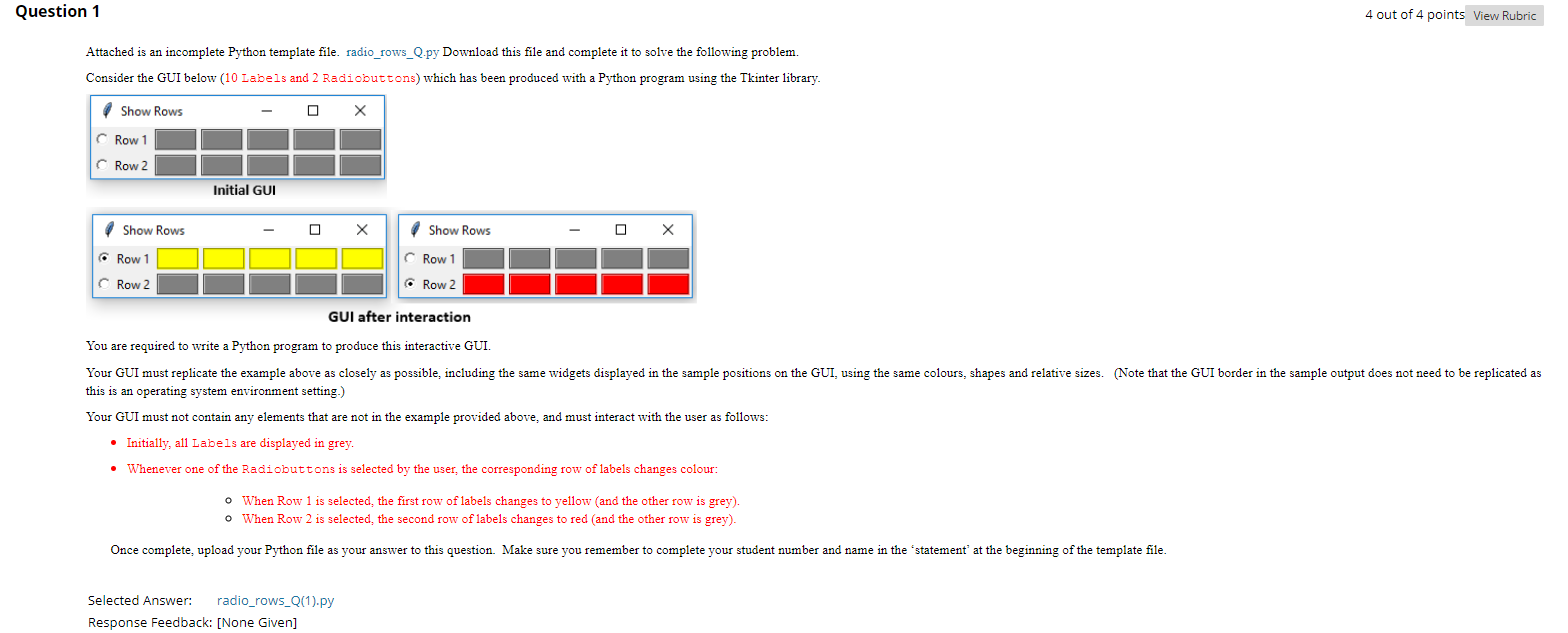 Question 1
4 out of 4 points View Rubric
Attached is an incomplete Python template file. radio_rows_Q.py Download this file and complete it to solve the following problem.
Consider the GUI below (10 Labels and 2 Radiobuttons) which has been produced with a Python program using the Tkinter library.
Show Rows
Row 1
Row 2
Initial GUI
Show Rows
Row 1
Row 2
Show Rows
Row 1
Row 2
GUI after interaction
You are required to write a Python program to produce this interactive GUI.
Your GUI must replicate the example above as closely as possible, including the same widgets displayed in the sample positions on the GUI, using the same colours, shapes and relative sizes. (Note that the GUI border in the sample output does not need to be replicated as
this is an operating system environment setting.)
Your GUI must not contain any elements that are not in the example provided above, and must interact with the user as follows:
• Initially, all Labels are displayed in grey.
• Whenever one of the Radiobuttons is selected by the user, the corresponding row of labels changes colour:
o When Row 1 is selected, the first row of labels changes to yellow (and the other row is grey).
o When Row 2 is selected, the second row of labels changes to red (and the other row is grey).
Once complete, upload your Python file as your answer to this question. Make sure you remember to complete your student number and name in the ‘statement’ at the beginning of the template file.
Selected Answer: radio_rows_Q(1).py
Response Feedback: [None Given]